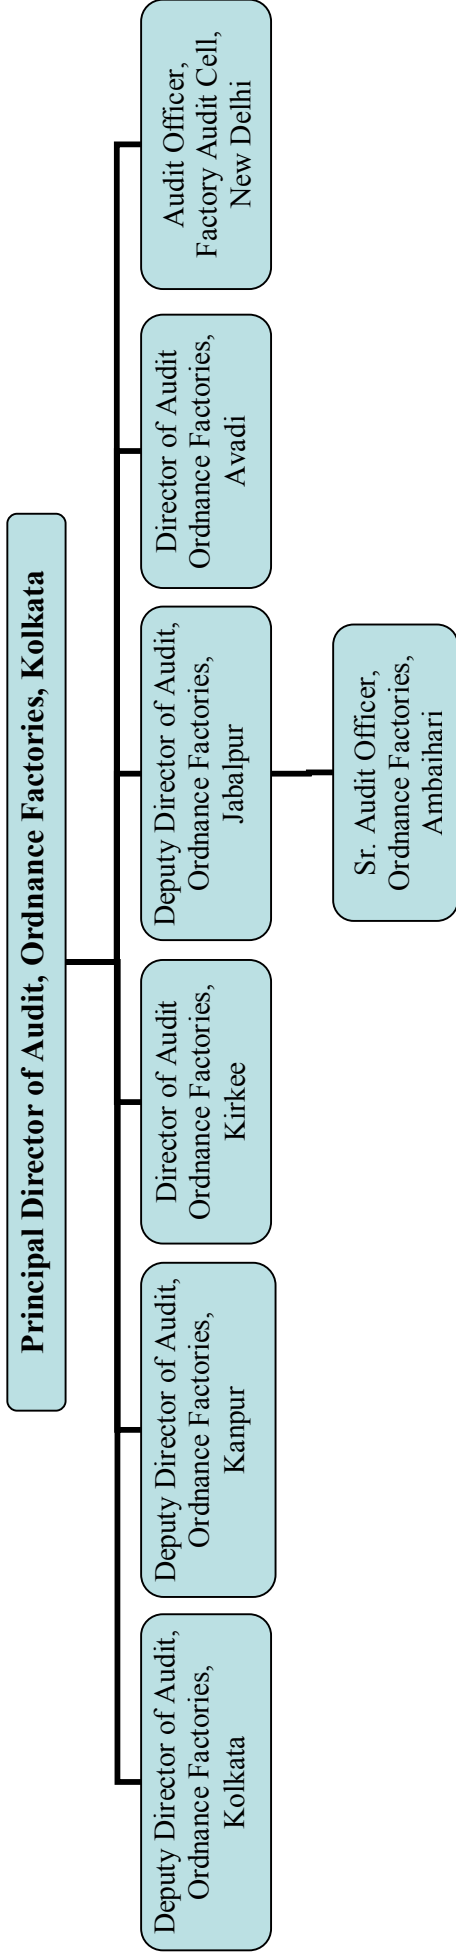 Principal Director of Audit, Ordnance Factories, Kolkata
Deputy Director of Audit,
Ordnance Factories,
Kolkata
Deputy Director of Audit,
Ordnance Factories,
Kanpur
Director of Audit
Ordnance Factories,
Kirkee
Deputy Director of Audit,
Ordnance Factories,
Jabalpur
Director of Audit
Ordnance Factories,
Avadi
Audit Officer,
Factory Audit Cell,
New Delhi
Sr. Audit Officer,
Ordnance Factories,
Ambaihari